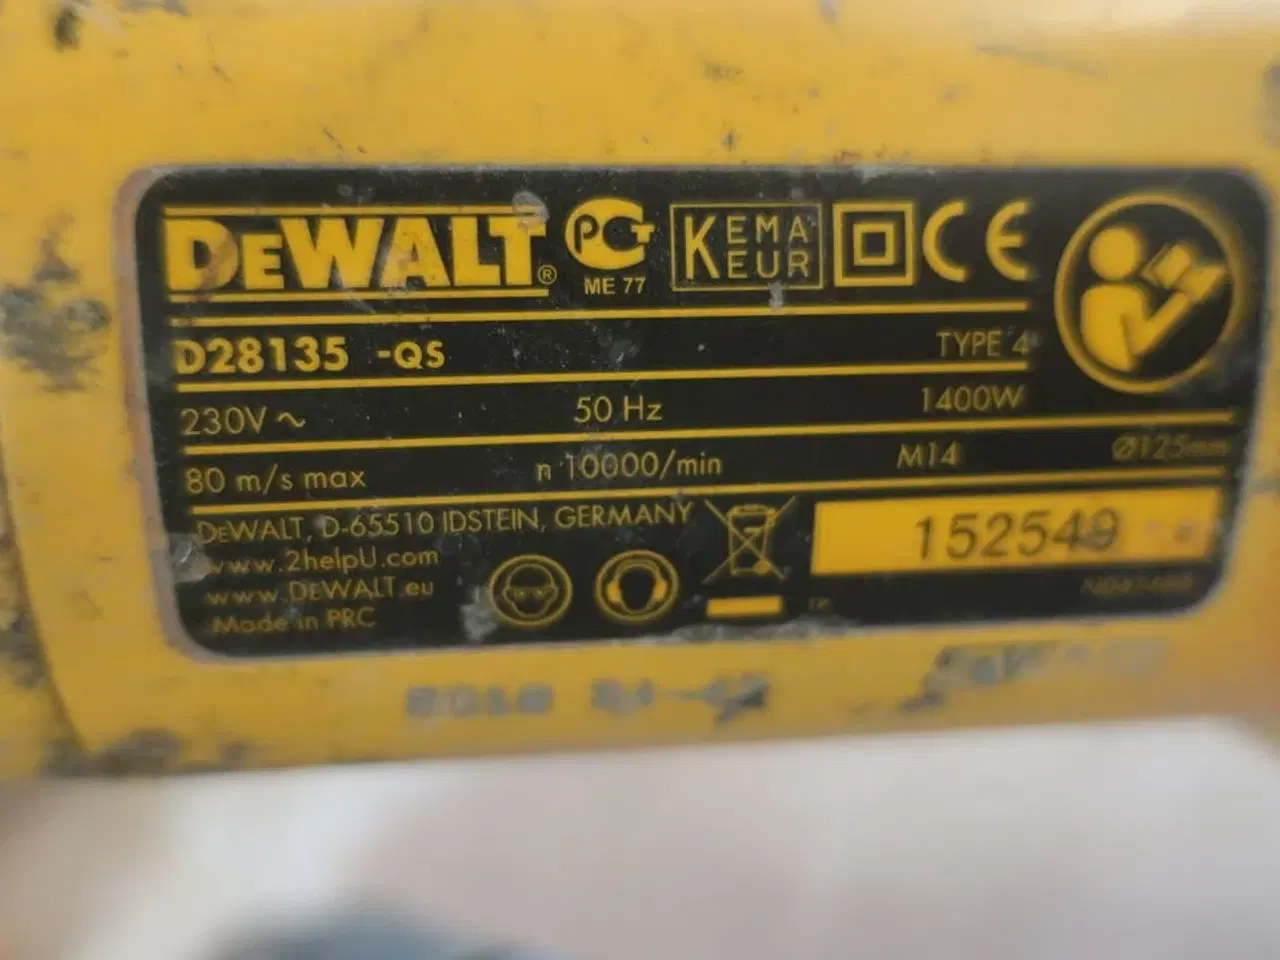 DEWALT®
PCT
ME 77
KEMA
KEUR
CE
D28135 -QS TYPE 4
230V ~ 50 Hz 1400W
80 m/s max n 10000/min M14 Ø125mm
DEWALT, D-65510 IDSTEIN, GERMANY
www.2helpU.com
www.DEWALT.eu
Made in PRC
152549